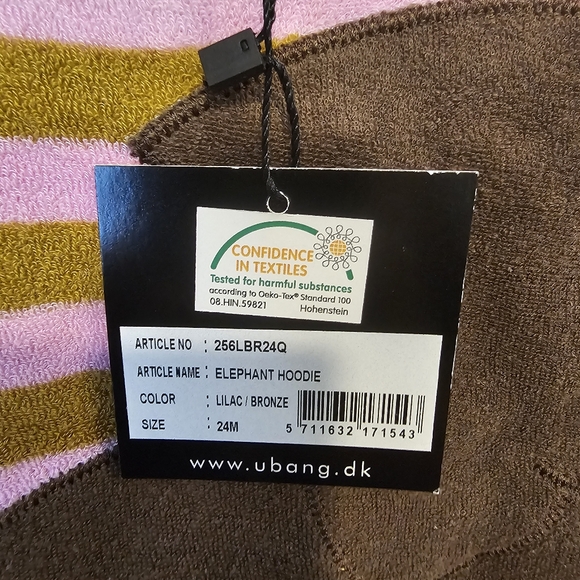 CONFIDENCE
IN TEXTILES
Tested for harmful substances
according to Oeko-Tex® Standard 100
08.HIN.59821 Hohenstein
ARTICLE NO : 256LBR24Q
ARTICLE NAME : ELEPHANT HOODIE
COLOR : LILAC / BRONZE
SIZE : 24M
5 711632 171543
www.ubang.dk